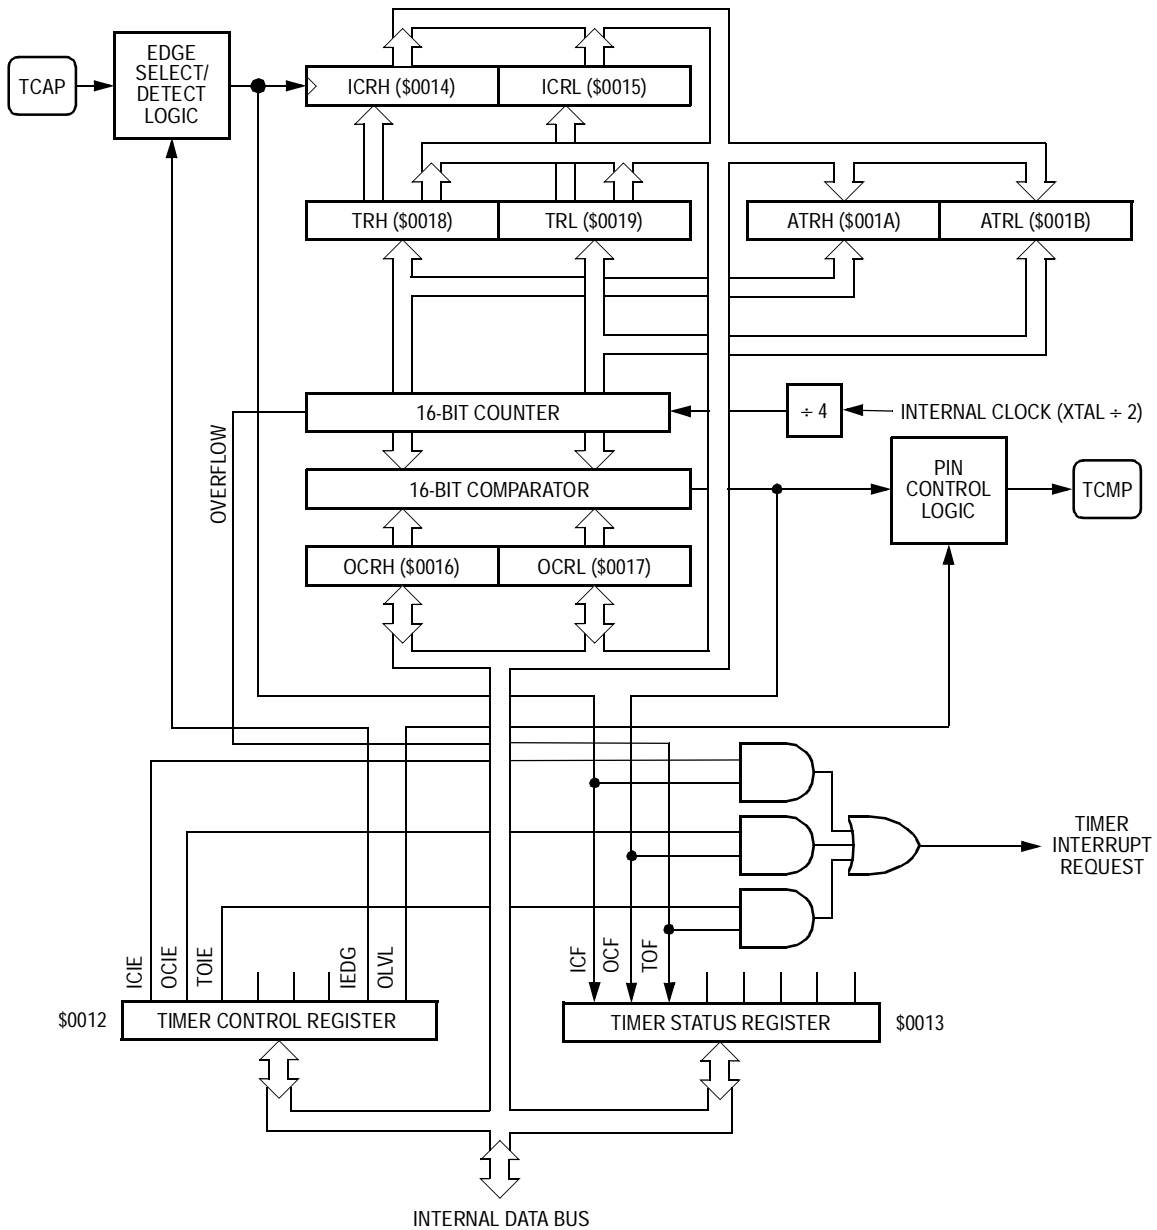 TCAP
EDGE
SELECT/
DETECT
LOGIC
ICRH ($0014)
ICRL ($0015)
TRH ($0018)
TRL ($0019)
ATRH ($001A)
ATRL ($001B)
16-BIT COUNTER
÷ 4
INTERNAL CLOCK (XTAL ÷ 2)
OVERFLOW
16-BIT COMPARATOR
PIN
CONTROL
LOGIC
TCMP
OCRH ($0016)
OCRL ($0017)
TIMER
INTERRUPT
REQUEST
ICIE
OCIE
TOIE
IEDG
OLVL
ICF
OCF
TOF
$0012
TIMER CONTROL REGISTER
TIMER STATUS REGISTER
$0013
INTERNAL DATA BUS